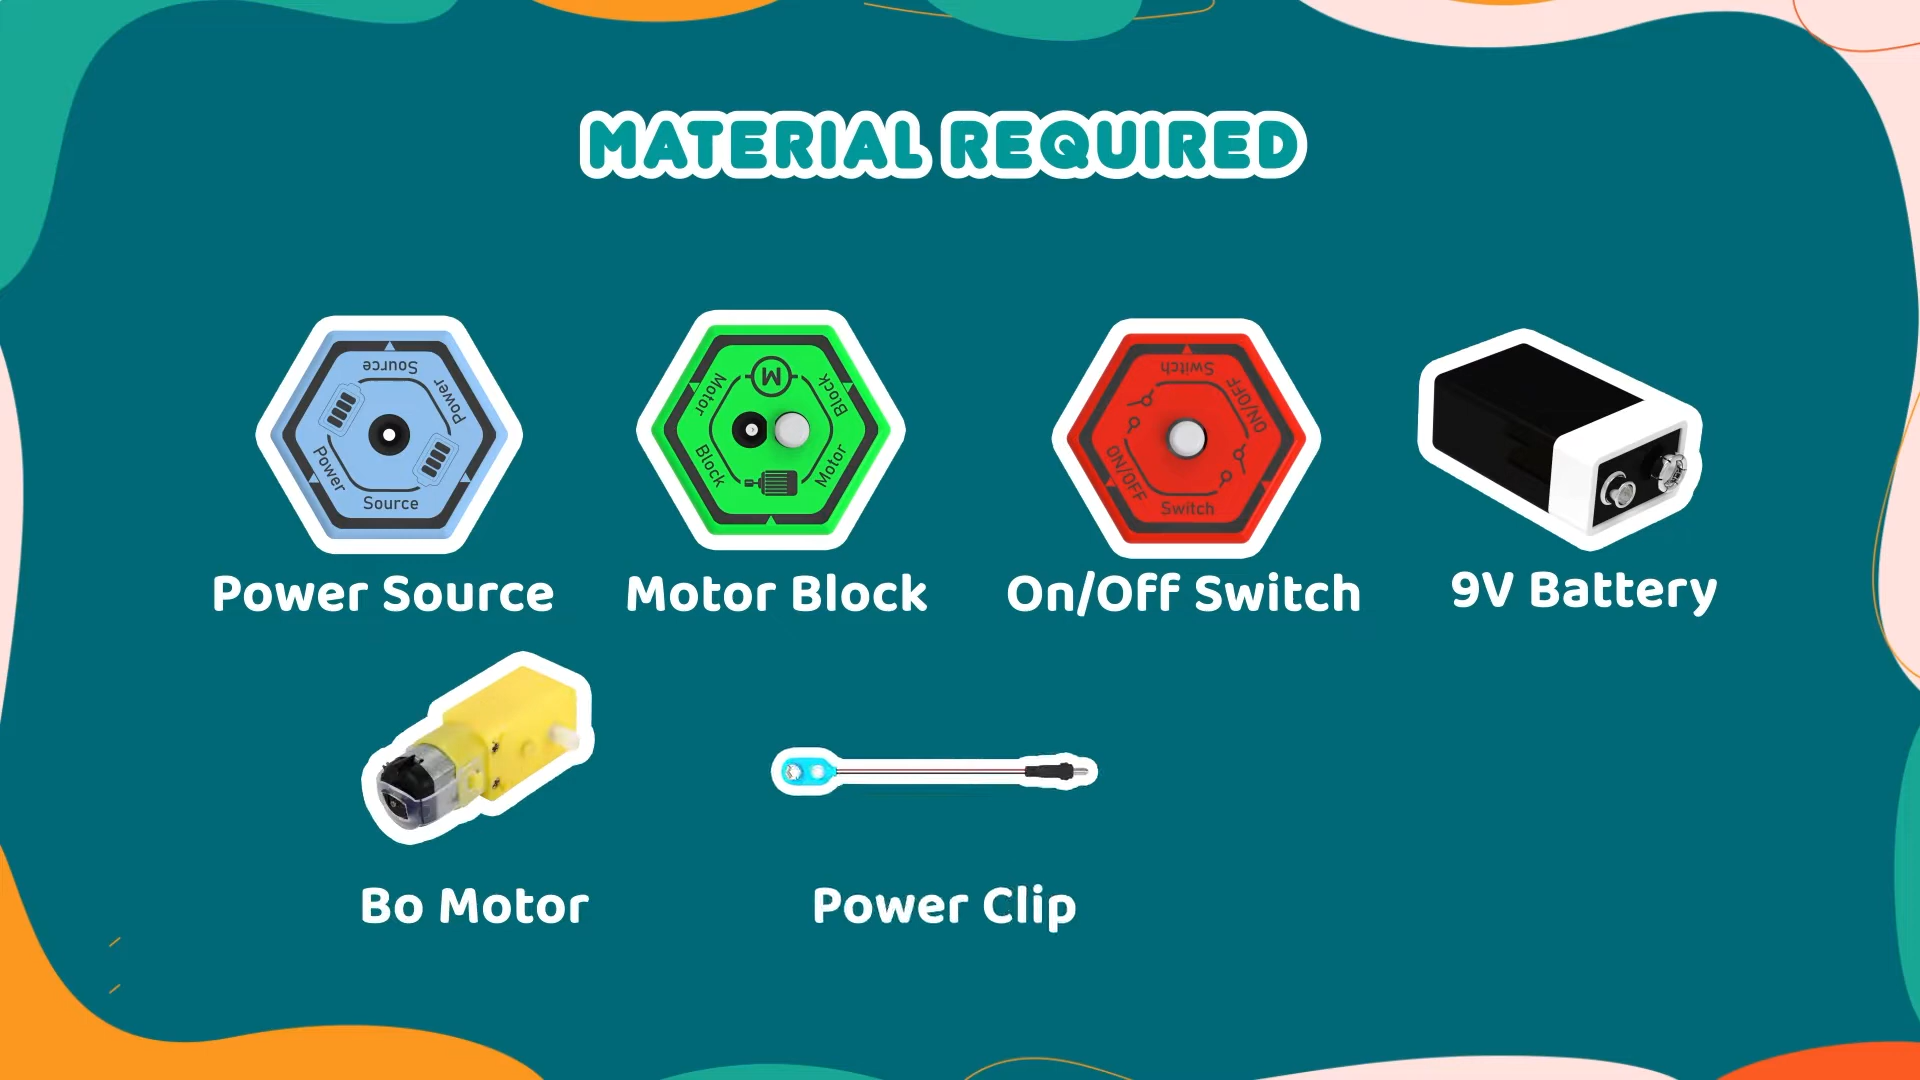 MATERIAL REQUIRED
Source
Power
Power
Source
M
Motor
Block
Block
Motor
Switch
ON/OFF
ON/OFF
Switch
Power Source
Motor Block
On/Off Switch
9V Battery
Bo Motor
Power Clip